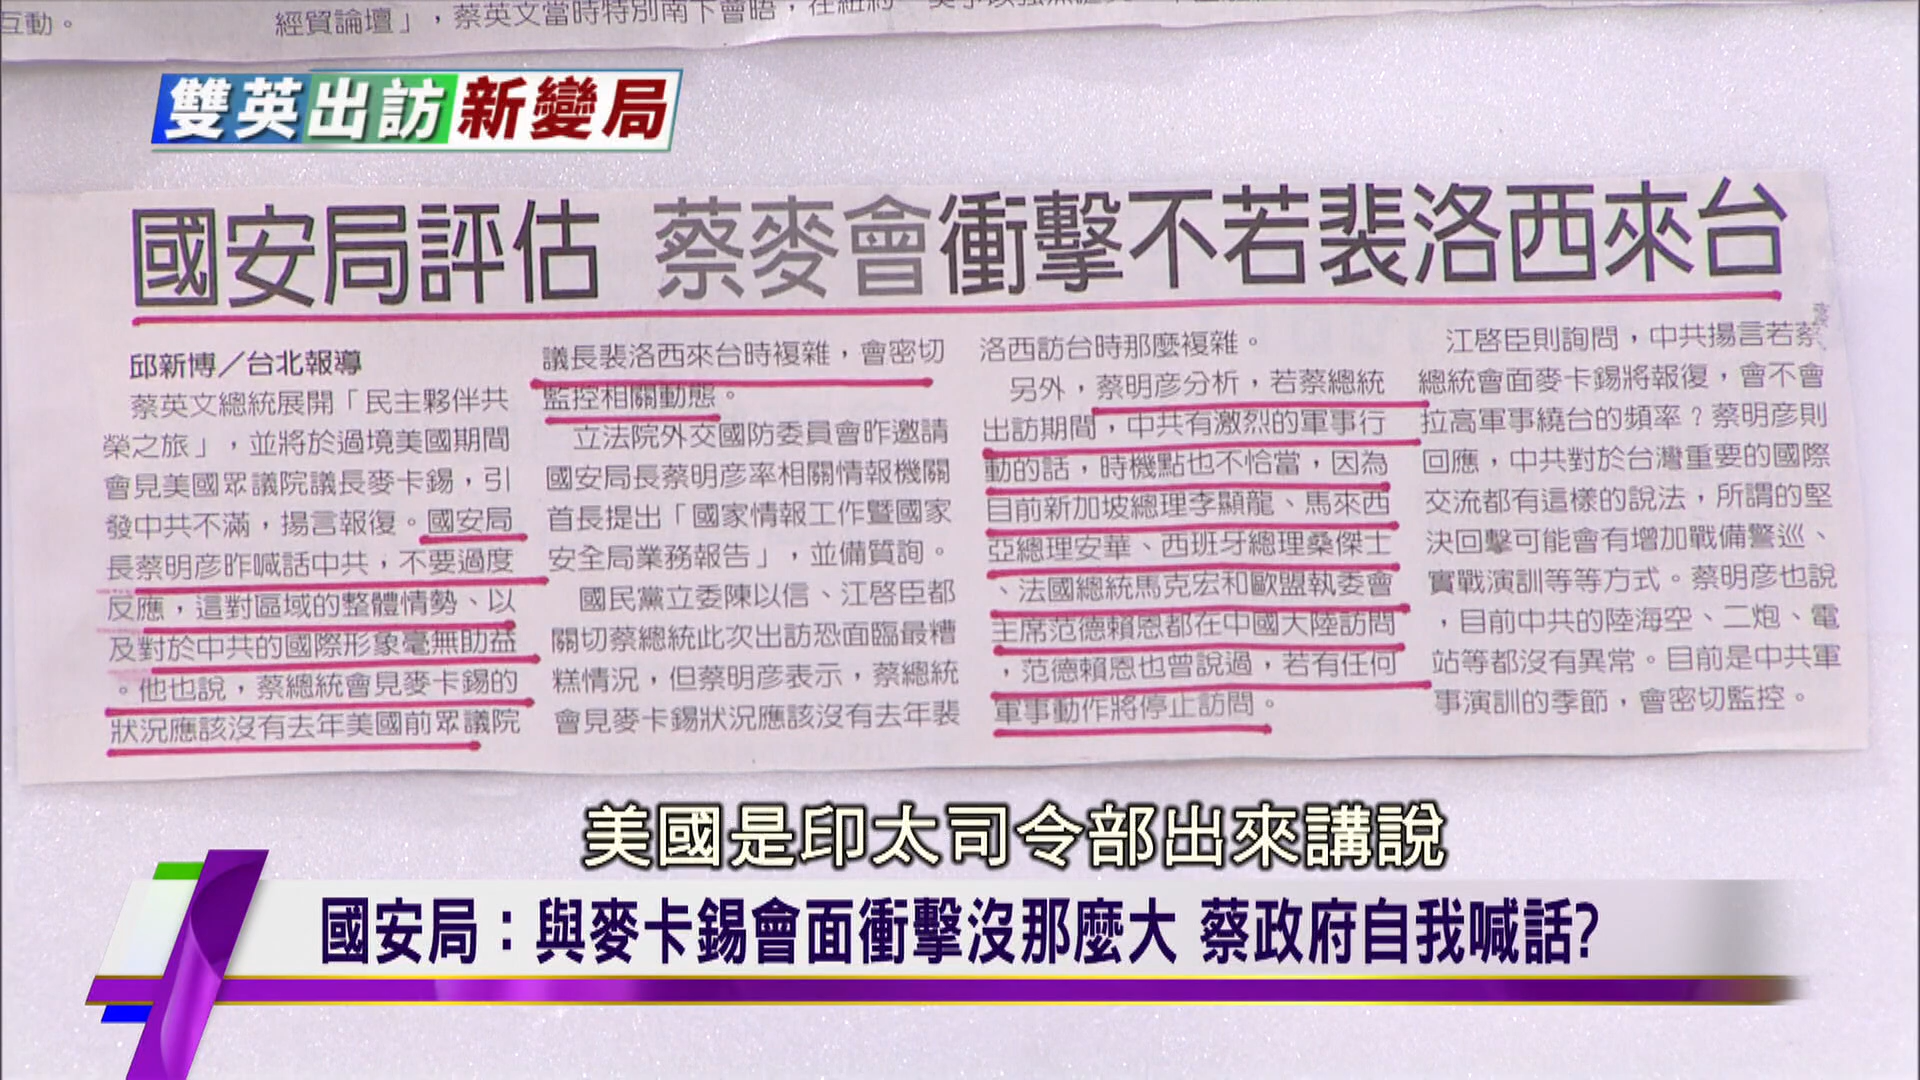 互動。
經貿論壇」，蔡英文當時特別南下會晤，在紐約
雙英出訪新變局
國安局評估 蔡麥會衝擊不若裴洛西來台
邱新博／台北報導
蔡英文總統展開「民主夥伴共
榮之旅」，並將於過境美國期間
會見美國眾議院議長麥卡錫，引
發中共不滿，揚言報復。國安局
長蔡明彥昨喊話中共，不要過度
反應，這對區域的整體情勢、以
及對於中共的國際形象毫無助益
。他也說，蔡總統會見麥卡錫的
狀況應該沒有去年美國前眾議院
議長裴洛西來台時複雜，會密切
監控相關動態。
立法院外交國防委員會昨邀請
國安局長蔡明彥率相關情報機關
首長提出「國家情報工作暨國家
安全局業務報告」，並備質詢。
國民黨立委陳以信、江啓臣都
關切蔡總統此次出訪恐面臨最糟
糕情況，但蔡明彥表示，蔡總統
會見麥卡錫狀況應該沒有去年裴
洛西訪台時那麼複雜。
另外，蔡明彥分析，若蔡總統
出訪期間，中共有激烈的軍事行
動的話，時機點也不恰當，因為
目前新加坡總理李顯龍、馬來西
亞總理安華、西班牙總理桑傑士
、法國總統馬克宏和歐盟執委會
主席范德賴恩都在中國大陸訪問
，范德賴恩也曾說過，若有任何
軍事動作將停止訪問。
江啓臣則詢問，中共揚言若蔡
總統會面麥卡錫將報復，會不會
拉高軍事繞台的頻率？蔡明彥則
回應，中共對於台灣重要的國際
交流都有這樣的說法，所謂的堅
決回擊可能會有增加戰備警巡、
實戰演訓等等方式。蔡明彥也說
，目前中共的陸海空、二炮、電
站等都沒有異常。目前是中共軍
事演訓的季節，會密切監控。
美國是印太司令部出來講說
國安局：與麥卡錫會面衝擊沒那麼大 蔡政府自我喊話?